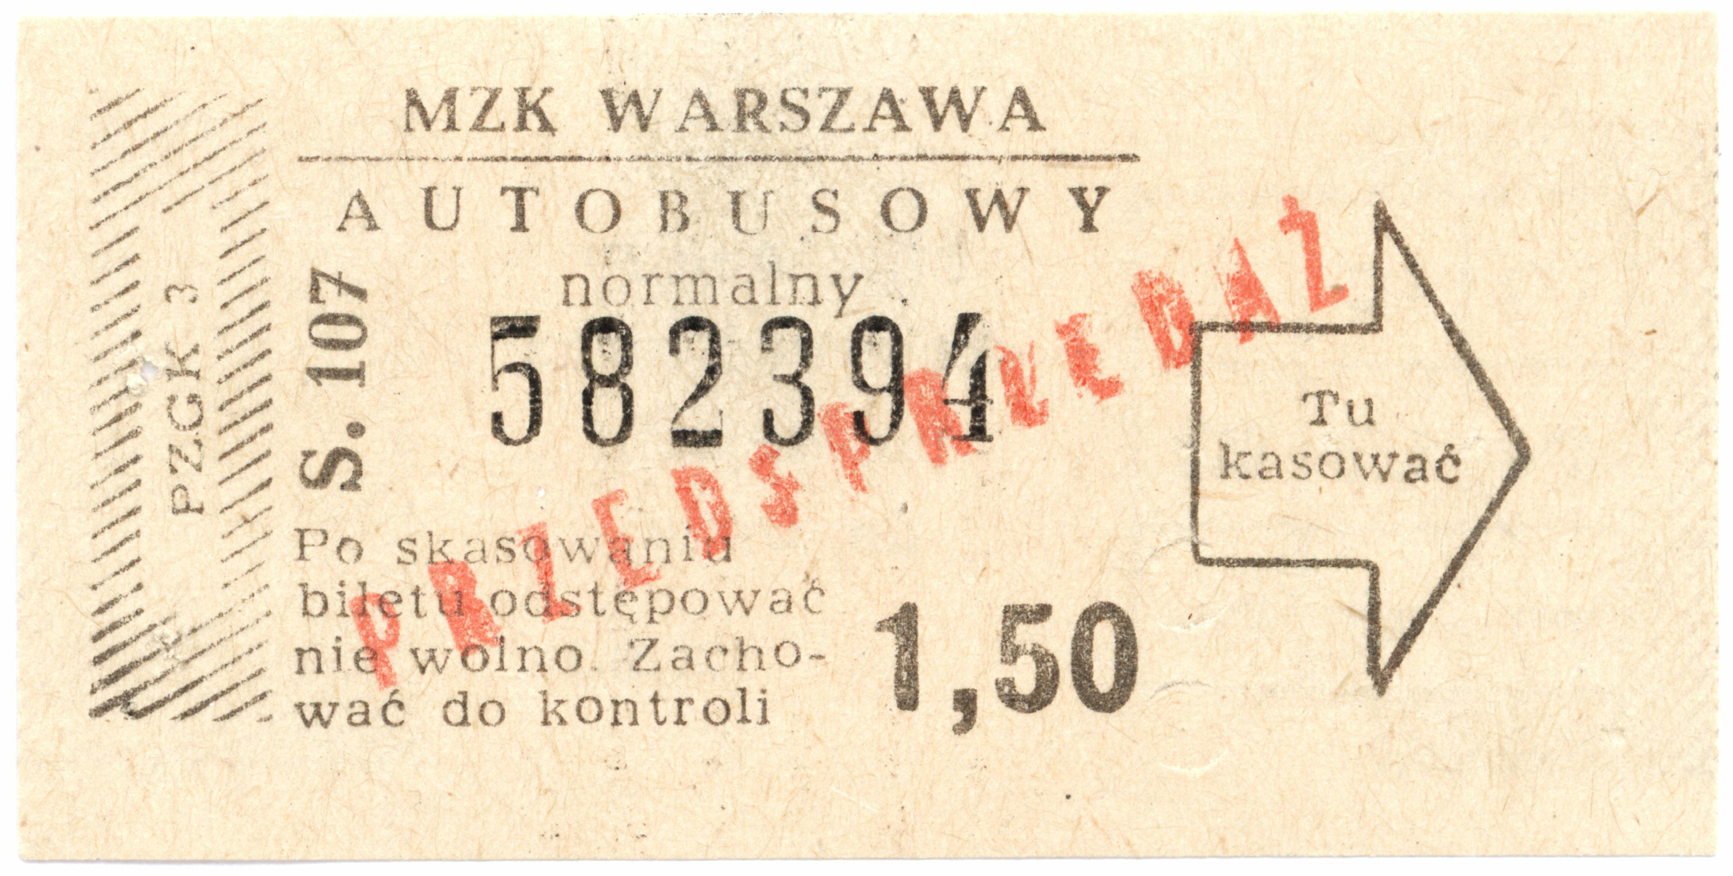 MZK WARSZAWA
AUTOBUSOWY
normalny
582394
S. 107
PZGK 3
PRZEDSPRZEDAŻ
Tu
kasować
Po skasowaniu
biletu odstępować
nie wolno. Zacho-
wać do kontroli
1,50